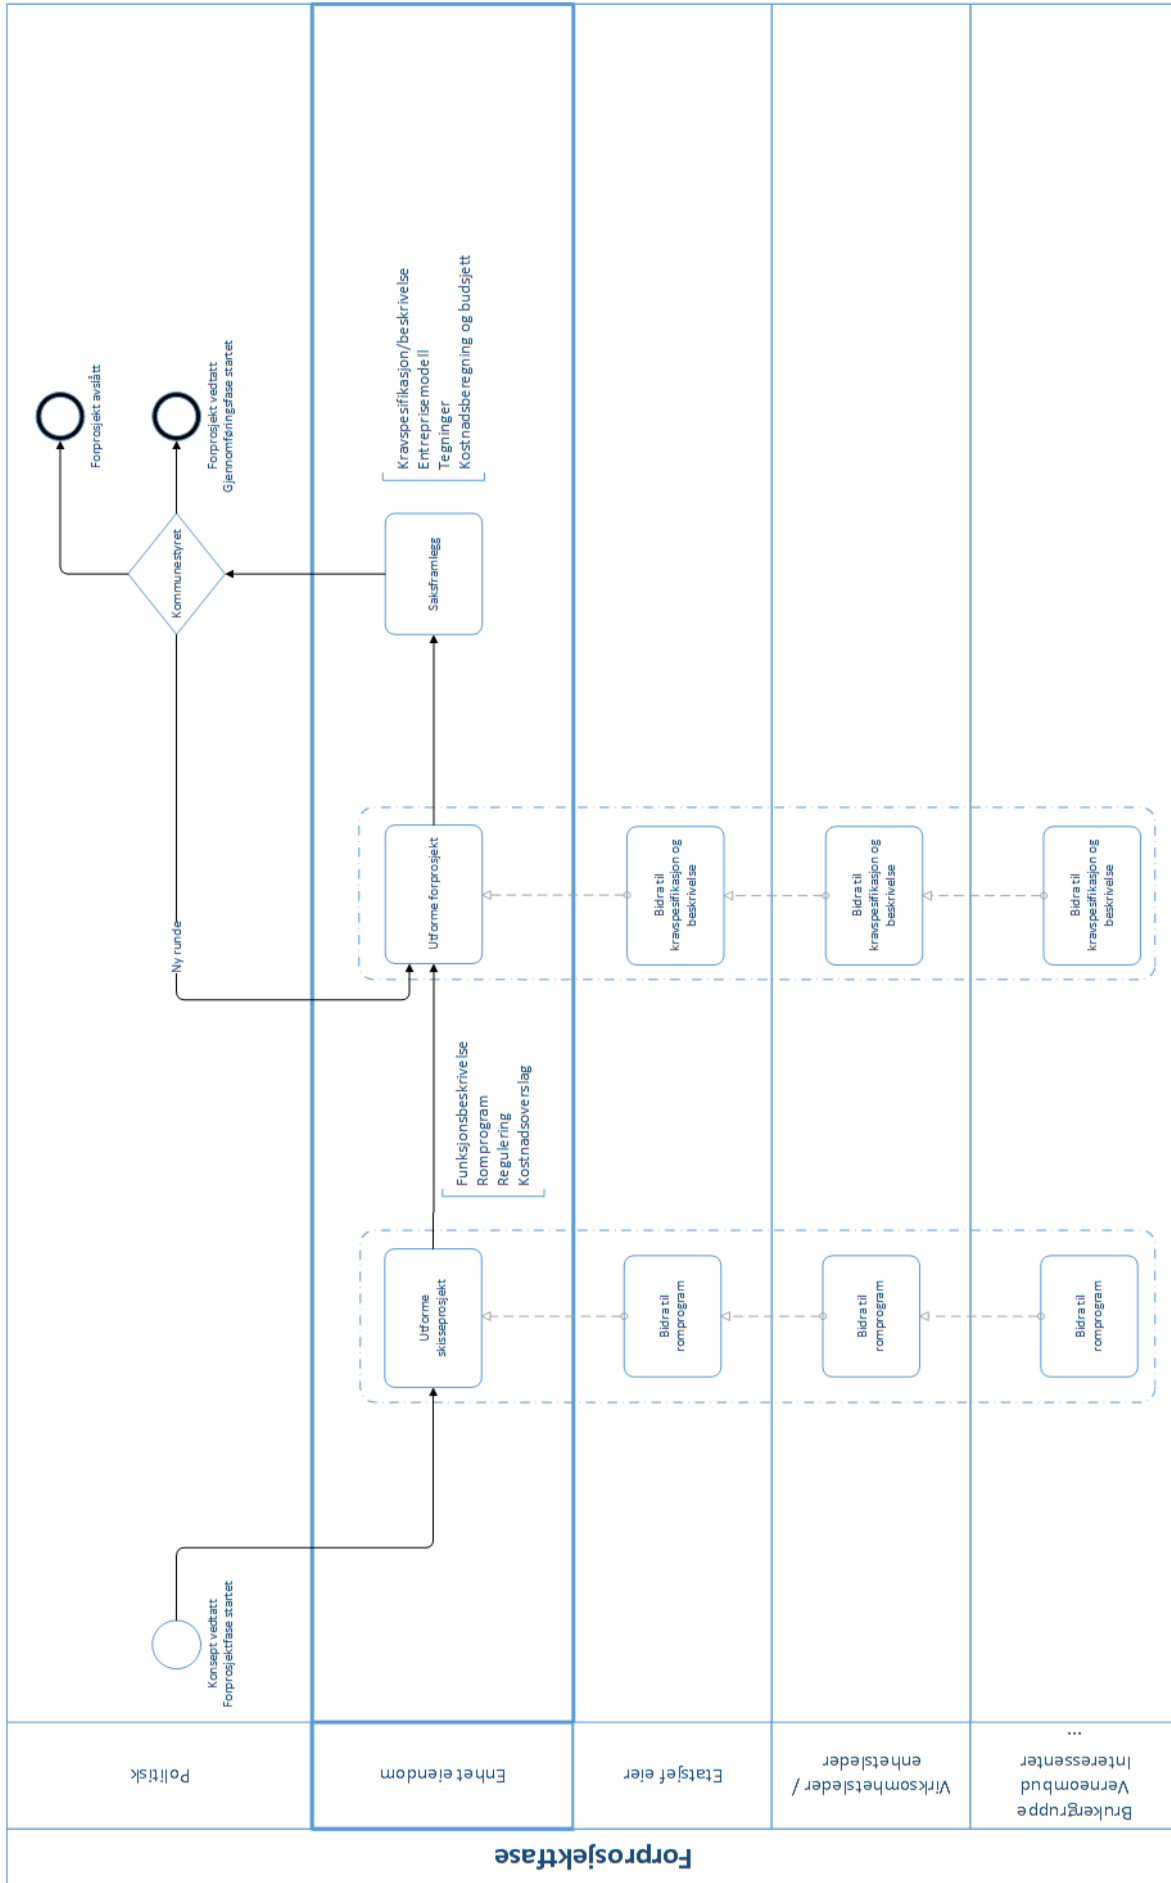 Forprosjektfase
Politisk
Konsept vedtatt
Forprosjektfase startet
Ny runde
Kommunestyret
Forprosjekt avslått
Forprosjekt vedtatt
Gjennomføringsfase startet
Enhet eiendom
Utforme
skisseprosjekt
Funksjonsbeskrivelse
Romprogram
Regulering
Kostnadsoverslag
Utforme forprosjekt
Saksframlegg
Kravspesifikasjon/beskrivelse
Entreprisemodell
Tegninger
Kostnadsberegning og budsjett
Etatsjef eier
Bidra til
romprogram
Bidra til
kravspesifikasjon og
beskrivelse
Virksomhetsleder /
enhetsleder
Bidra til
romprogram
Bidra til
kravspesifikasjon og
beskrivelse
Brukergruppe
Verneombud
Interessenter
...
Bidra til
romprogram
Bidra til
kravspesifikasjon og
beskrivelse